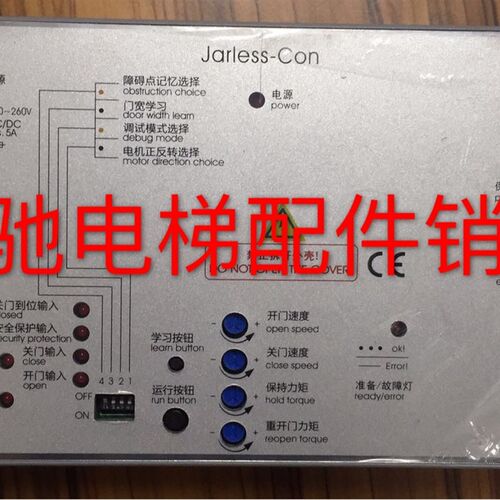 Jarless-Con
源
0~260V
C/DC
s. 5A
障碍点记忆选择
obstruction choice
门宽学习
door width learn
调试模式选择
debug mode
电机正反转选择
motor direction choice
电源
power
驰电梯配件销
禁止拆开外壳!
DO NOT OPEN THE COVER!
CE
关门到位输入
closed
安全保护输入
security protection
关门输入
close
开门输入
open
4 3 2 1
OFF
ON
学习按钮
learn button
运行按钮
run button
开门速度
open speed
关门速度
close speed
保持力矩
hold torque
重开门力矩
reopen torque
ok!
Error!
准备/故障灯
ready/error